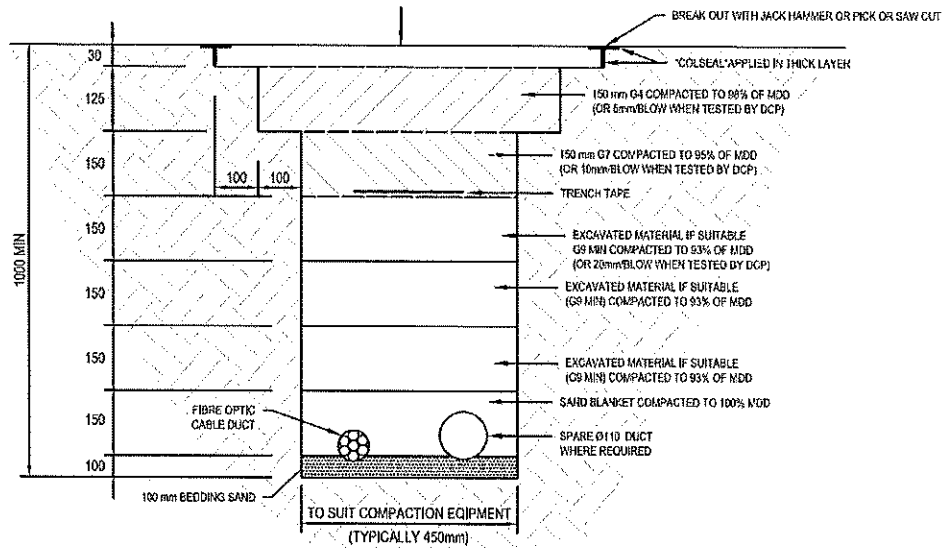 BREAK OUT WITH JACK HAMMER OR PICK OR SAW CUT
"COLSEAL" APPLIED IN THICK LAYER
30
150 mm G4 COMPACTED TO 98% OF MDD
(OR 6mm/BLOW WHEN TESTED BY DCP)
125
150 mm G7 COMPACTED TO 95% OF MDD
(OR 10mm/BLOW WHEN TESTED BY DCP)
150
100
100
TRENCH TAPE
1000 MIN
150
EXCAVATED MATERIAL IF SUITABLE
G9 MIN COMPACTED TO 93% OF MDD
(OR 20mm/BLOW WHEN TESTED BY DCP)
150
EXCAVATED MATERIAL IF SUITABLE
(G9 MIN) COMPACTED TO 93% OF MDD
150
EXCAVATED MATERIAL IF SUITABLE
(G9 MIN) COMPACTED TO 93% OF MDD
SAND BLANKET COMPACTED TO 100% MOD
150
FIBRE OPTIC
CABLE DUCT
SPARE Ø110 DUCT
WHERE REQUIRED
100
100 mm BEDDING SAND
TO SUIT COMPACTION EQIPMENT
(TYPICALLY 450mm)